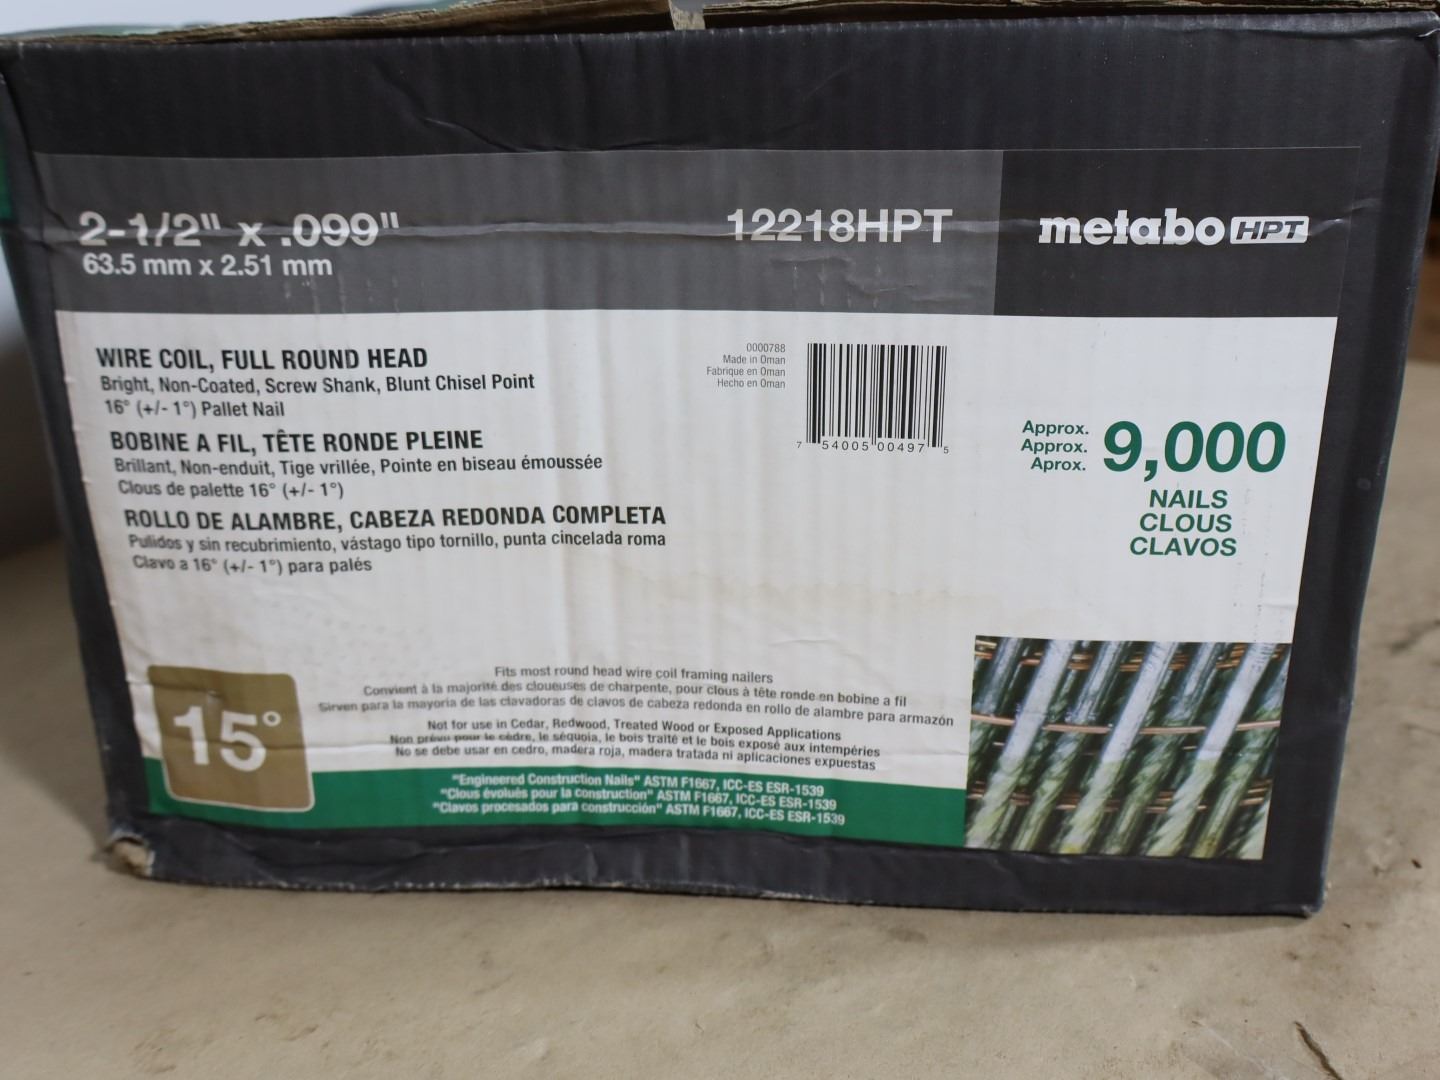 2-1/2" x .099"
63.5 mm x 2.51 mm
12218HPT
metabo HPT
WIRE COIL, FULL ROUND HEAD
Bright, Non-Coated, Screw Shank, Blunt Chisel Point
16° (+/- 1°) Pallet Nail
BOBINE A FIL, TÊTE RONDE PLEINE
Brillant, Non-enduit, Tige vrillée, Pointe en biseau émoussée
Clous de palette 16° (+/- 1°)
ROLLO DE ALAMBRE, CABEZA REDONDA COMPLETA
Pulidos y sin recubrimiento, vástago tipo tornillo, punta cincelada roma
Clavo a 16° (+/- 1°) para palés
0000788
Made in Oman
Fabrique en Oman
Hecho en Oman
7 54005 00497 5
Approx.
Approx.
Aprox.
9,000
NAILS
CLOUS
CLAVOS
15°
Fits most round head wire coil framing nailers
Convient à la majorité des cloueuses de charpente, pour clous à tête ronde en bobine a fil
Sirven para la mayoria de las clavadoras de clavos de cabeza redonda en rollo de alambre para armazón
Not for use in Cedar, Redwood, Treated Wood or Exposed Applications
Non prévu pour le cèdre, le séquoia, le bois traité et le bois exposé aux intempéries
No se debe usar en cedro, madera roja, madera tratada ni aplicaciones expuestas
"Engineered Construction Nails" ASTM F1667, ICC-ES ESR-1539
"Clous évolués pour la construction" ASTM F1667, ICC-ES ESR-1539
"Clavos procesados para construcción" ASTM F1667, ICC-ES ESR-1539